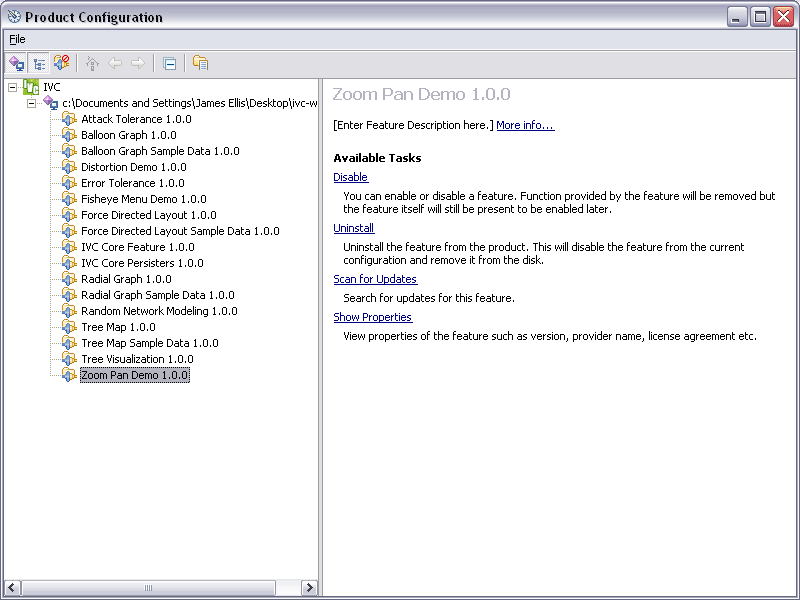 Product Configuration
File
IVC
c:\Documents and Settings\James Ellis\Desktop\ivc-w
Attack Tolerance 1.0.0
Balloon Graph 1.0.0
Balloon Graph Sample Data 1.0.0
Distortion Demo 1.0.0
Error Tolerance 1.0.0
Fisheye Menu Demo 1.0.0
Force Directed Layout 1.0.0
Force Directed Layout Sample Data 1.0.0
IVC Core Feature 1.0.0
IVC Core Persisters 1.0.0
Radial Graph 1.0.0
Radial Graph Sample Data 1.0.0
Random Network Modeling 1.0.0
Tree Map 1.0.0
Tree Map Sample Data 1.0.0
Tree Visualization 1.0.0
Zoom Pan Demo 1.0.0
Zoom Pan Demo 1.0.0
[Enter Feature Description here.] More info...
Available Tasks
Disable
You can enable or disable a feature. Function provided by the feature will be removed but
the feature itself will still be present to be enabled later.
Uninstall
Uninstall the feature from the product. This will disable the feature from the current
configuration and remove it from the disk.
Scan for Updates
Search for updates for this feature.
Show Properties
View properties of the feature such as version, provider name, license agreement etc.